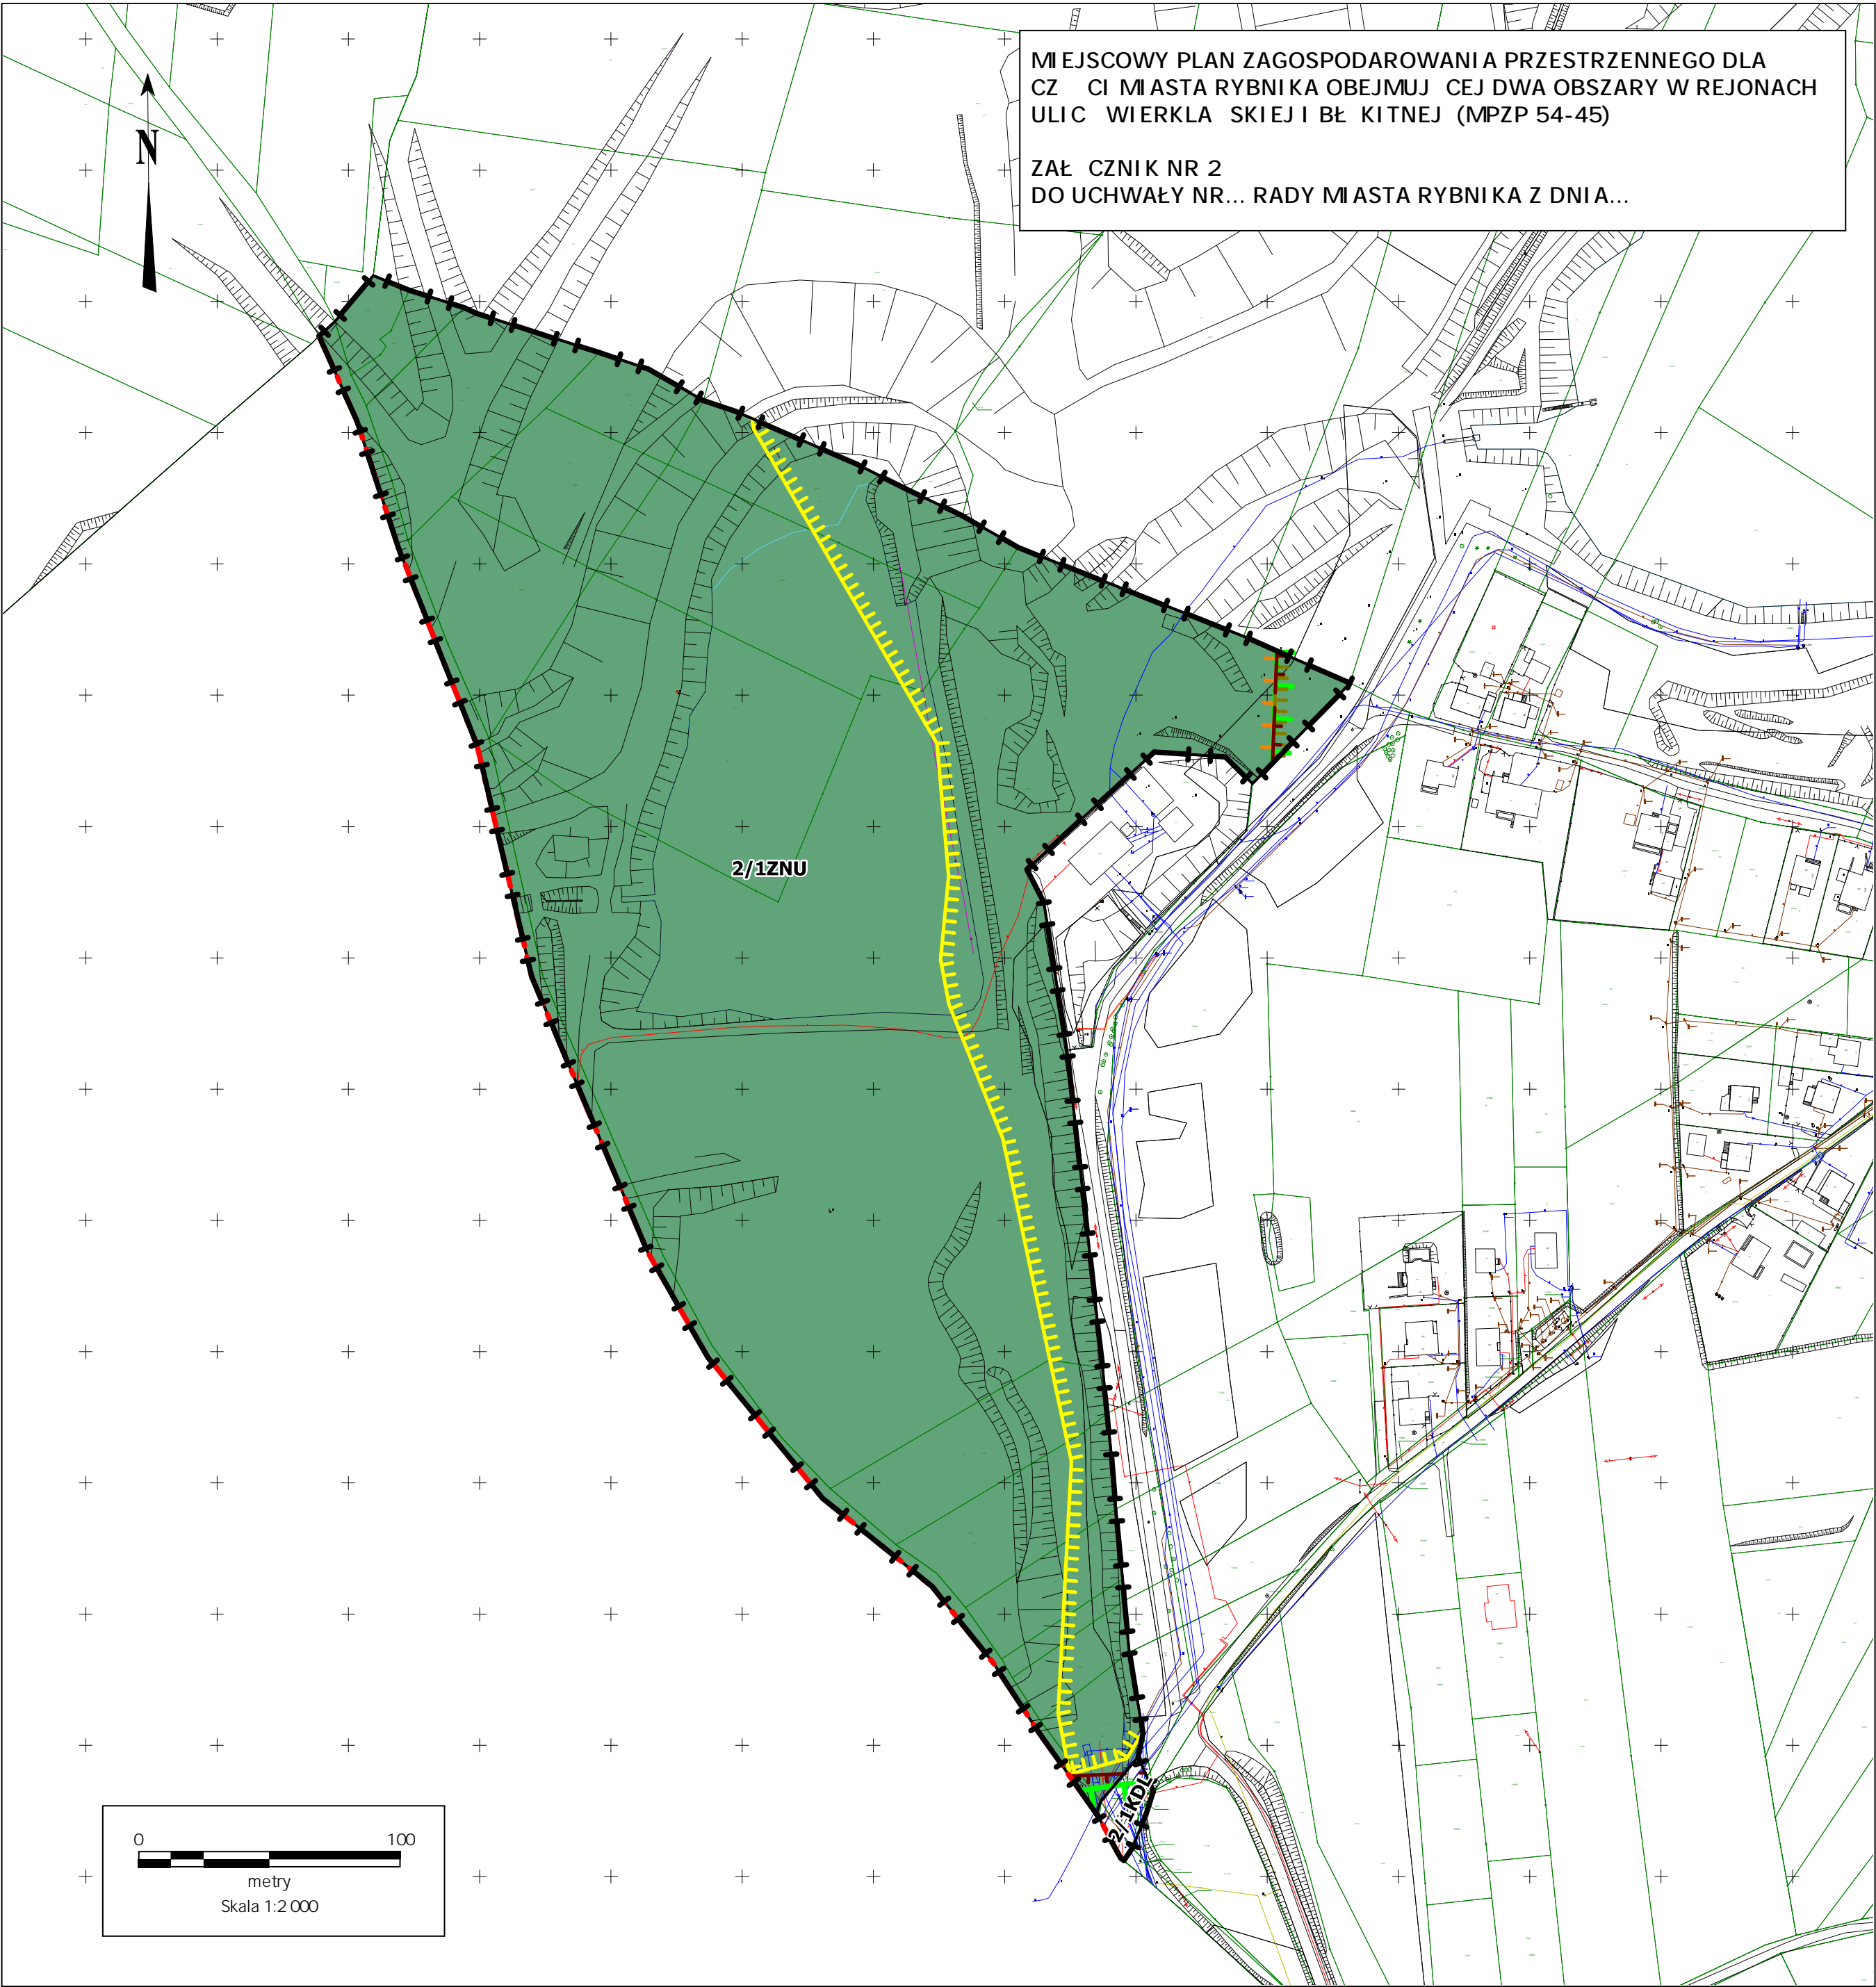 MIEJSCOWY PLAN ZAGOSPODAROWANIA PRZESTRZENNEGO DLA
CZ CI MIASTA RYBNIKA OBEJMUJ CEJ DWA OBSZARY W REJONACH
ULIC WIERKLA SKIEJ I BŁ KITNEJ (MPZP 54-45)
ZAŁ CZNIK NR 2
DO UCHWAŁY NR... RADY MIASTA RYBNIKA Z DNIA...
N
2/1ZNU
2/1KDL
0 100
metry
Skala 1:2 000